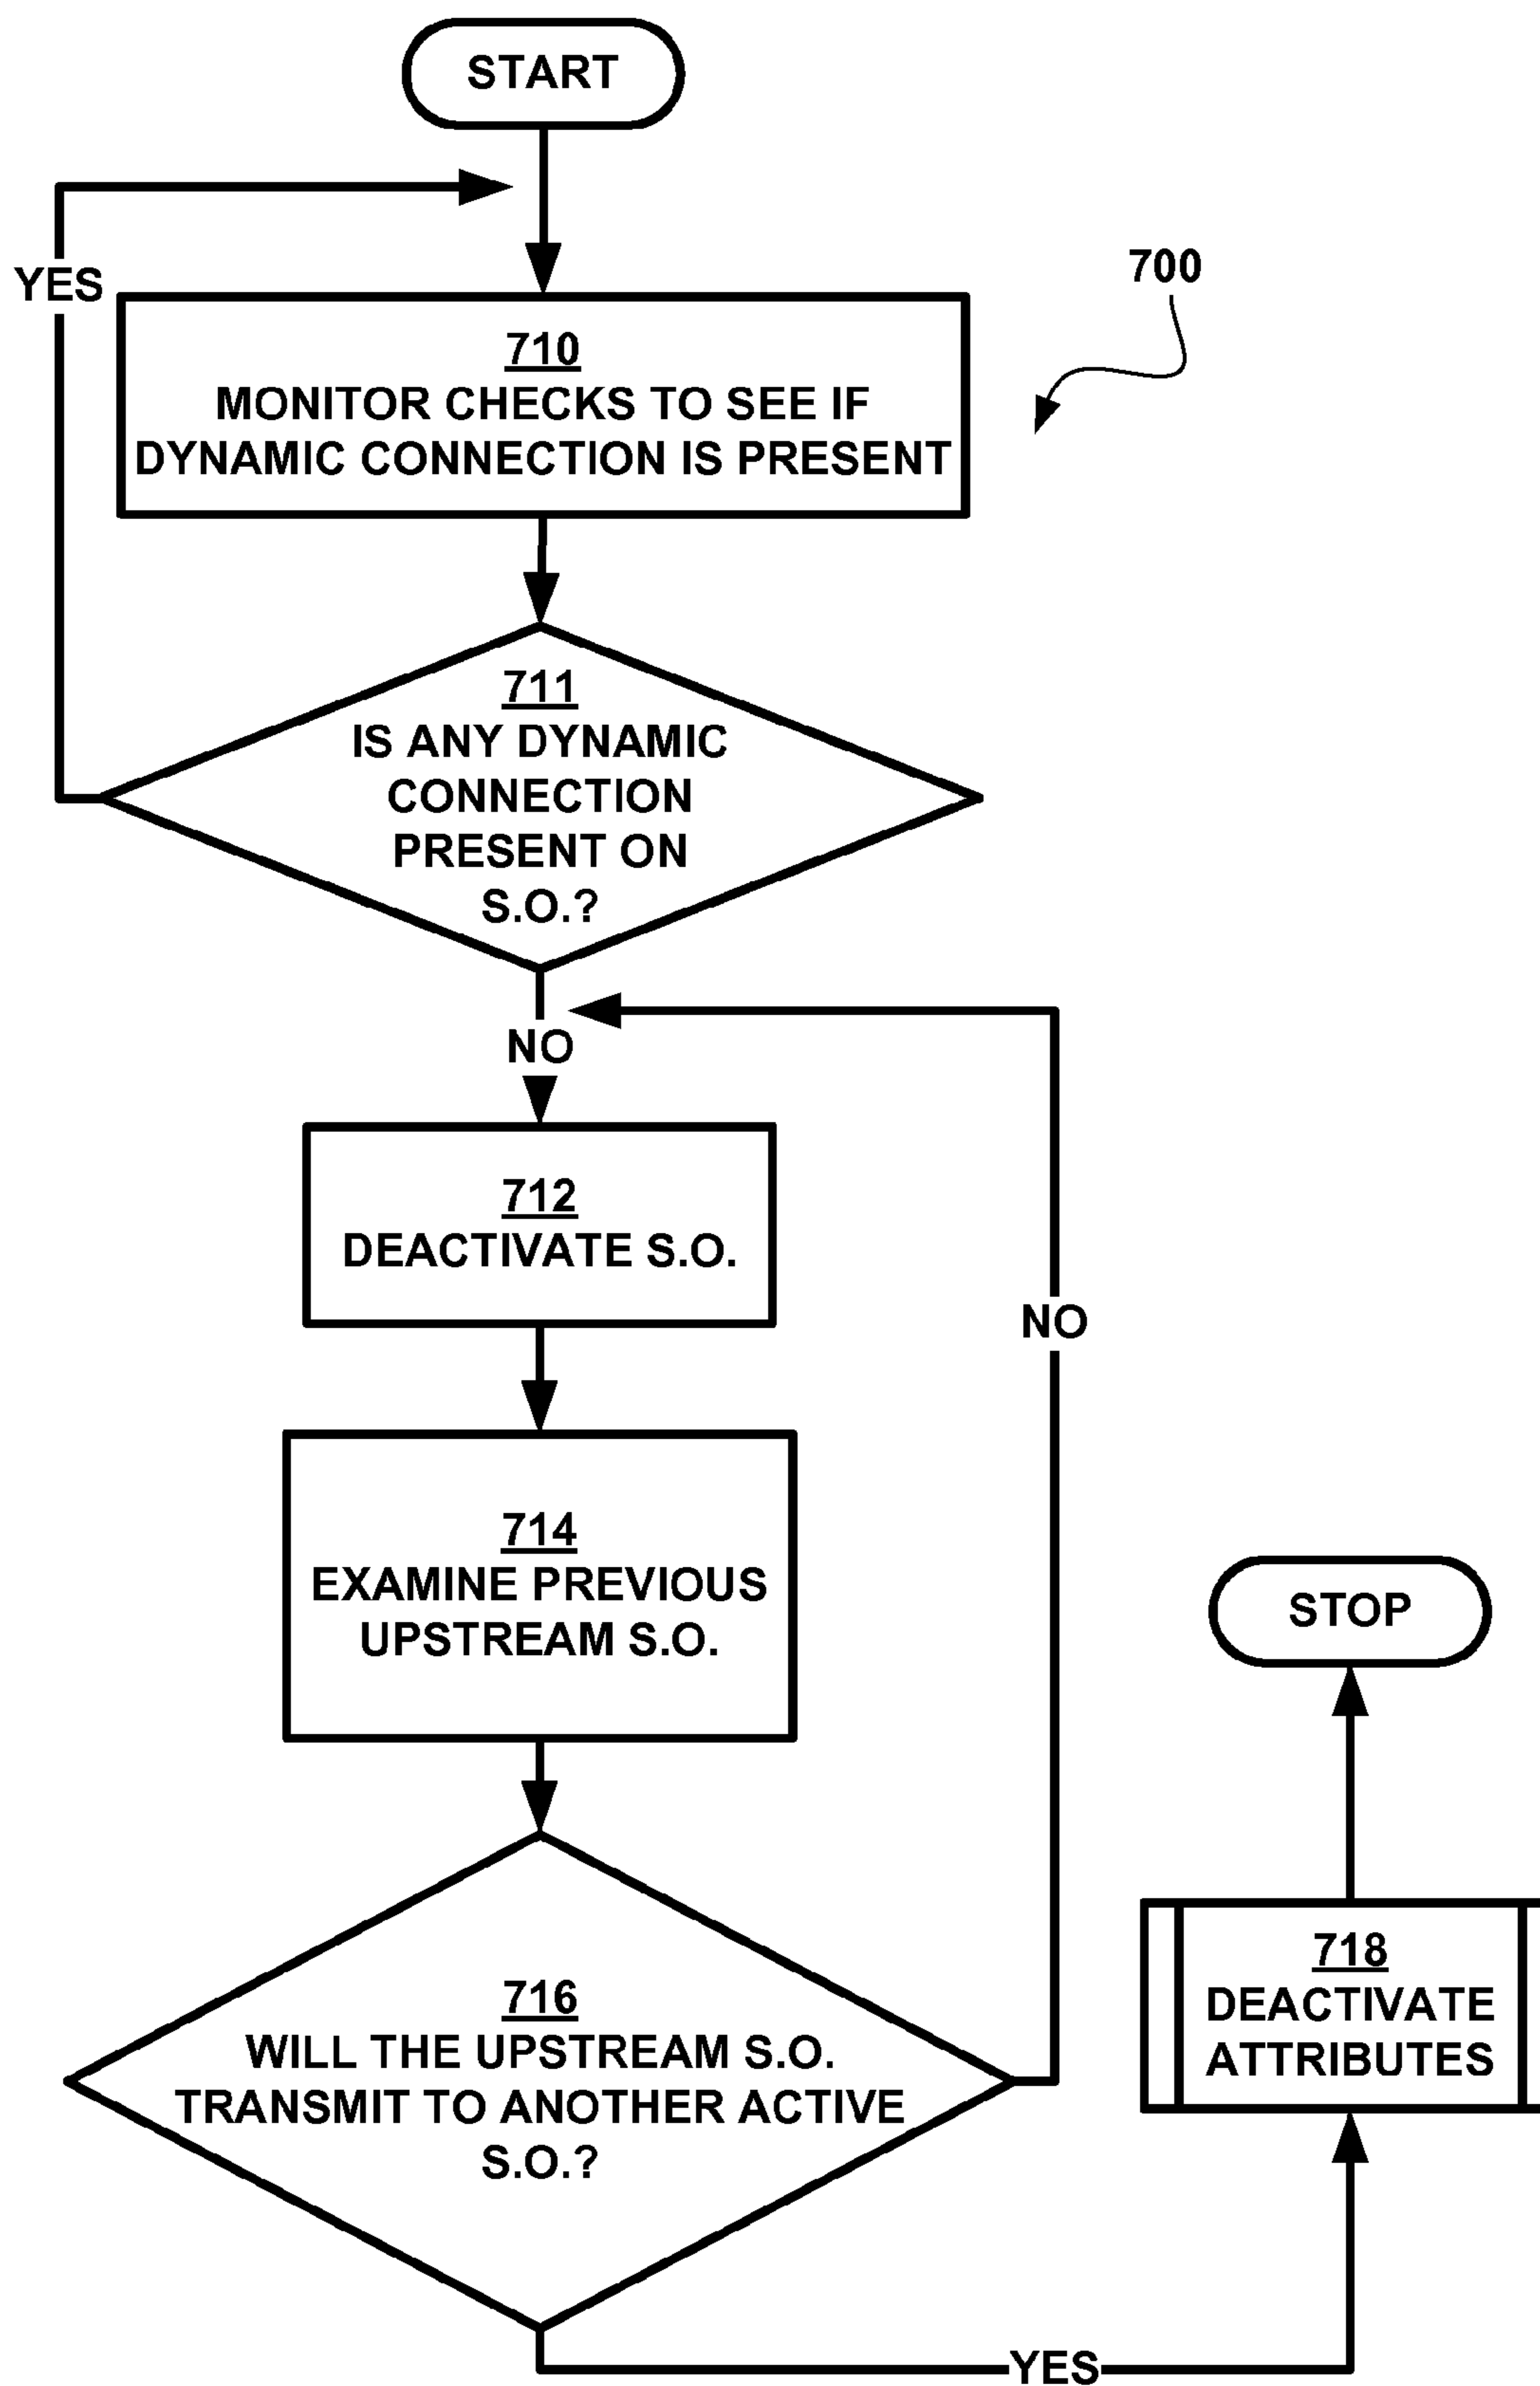 START
YES
700
710
MONITOR CHECKS TO SEE IF
DYNAMIC CONNECTION IS PRESENT
711
IS ANY DYNAMIC
CONNECTION
PRESENT ON
S.O.?
NO
712
DEACTIVATE S.O.
NO
714
EXAMINE PREVIOUS
UPSTREAM S.O.
STOP
716
WILL THE UPSTREAM S.O.
TRANSMIT TO ANOTHER ACTIVE
S.O.?
718
DEACTIVATE
ATTRIBUTES
YES